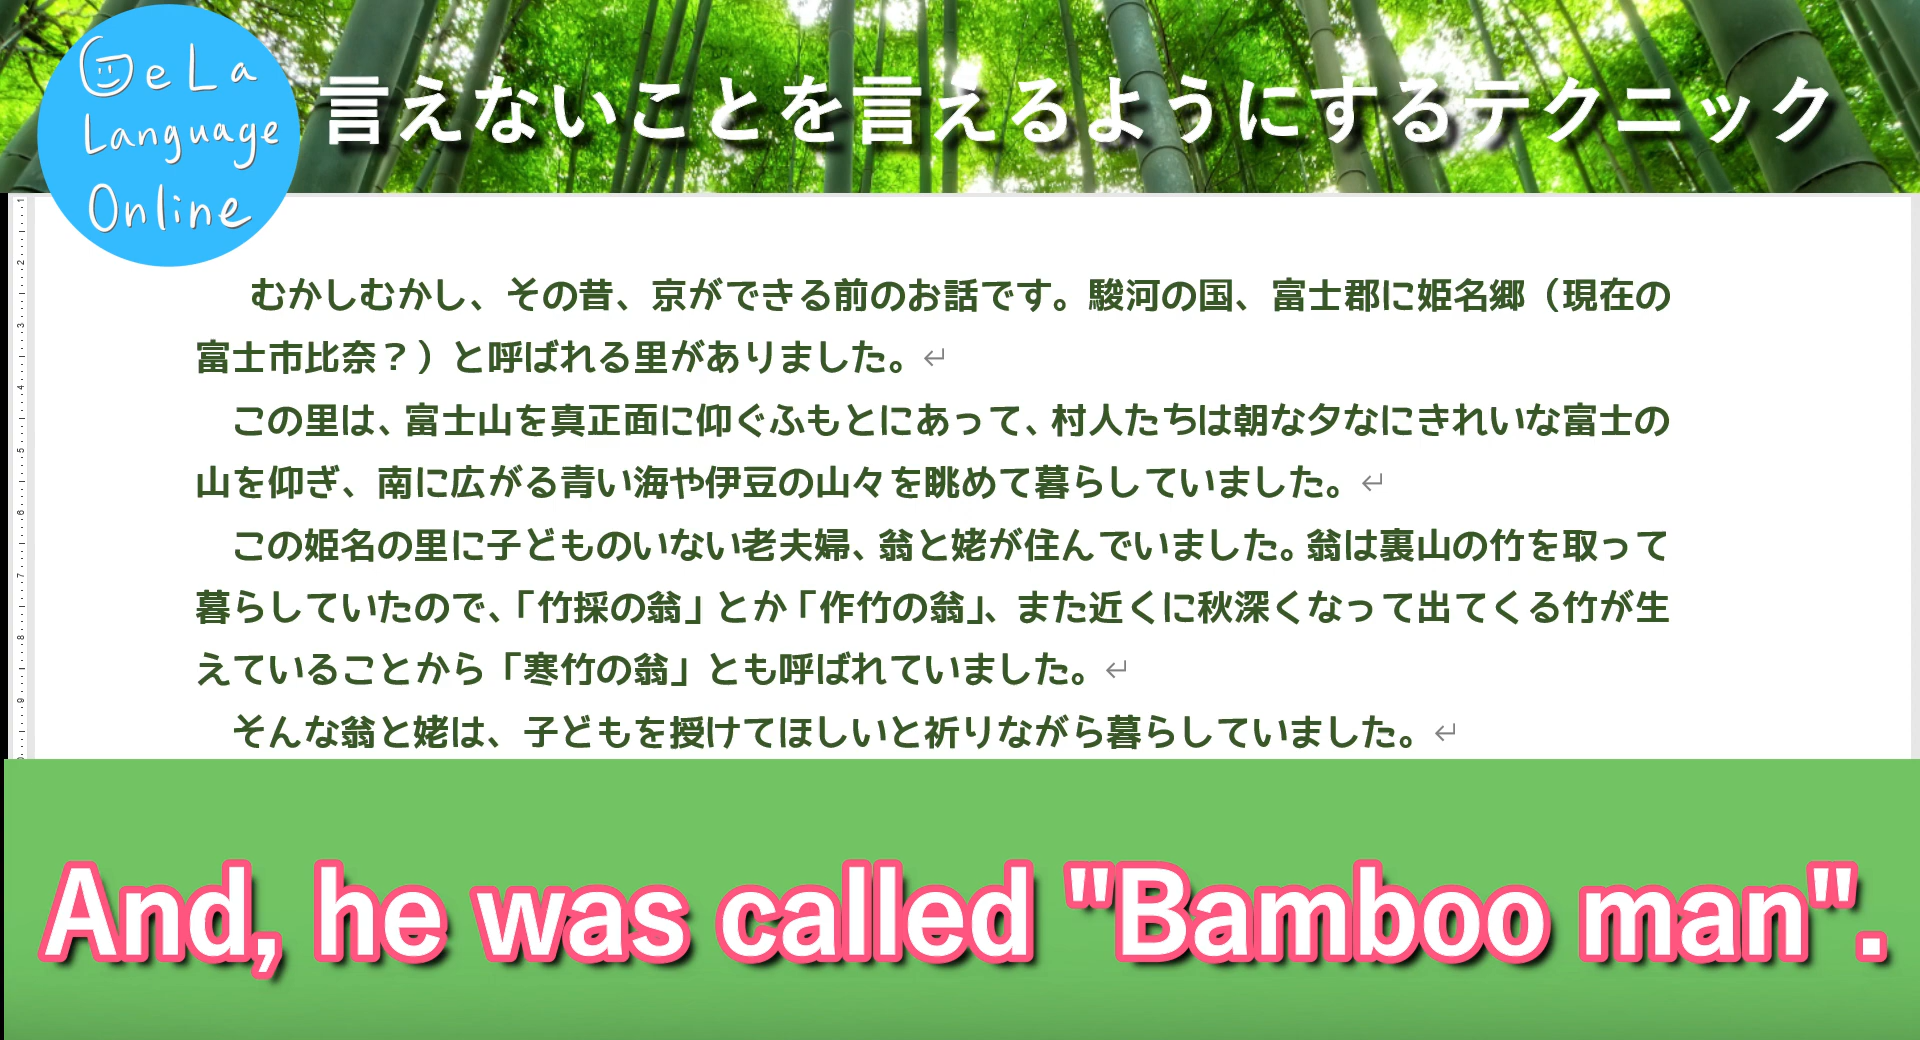 DeLa
Language
Online
言えないことを言えるようにするテクニック
むかしむかし、その昔、京ができる前のお話です。駿河の国、富士郡に姫名郷（現在の
富士市比奈？）と呼ばれる里がありました。↵
この里は、富士山を真正面に仰ぐふもとにあって、村人たちは朝な夕なにきれいな富士の
山を仰ぎ、南に広がる青い海や伊豆の山々を眺めて暮らしていました。↵
この姫名の里に子どものいない老夫婦、翁と姥が住んでいました。翁は裏山の竹を取って
暮らしていたので、「竹採の翁」とか「作竹の翁」、また近くに秋深くなって出てくる竹が生
えていることから「寒竹の翁」とも呼ばれていました。↵
そんな翁と姥は、子どもを授けてほしいと祈りながら暮らしていました。↵
And, he was called "Bamboo man".
1
2
3
4
5
6
7
8
9